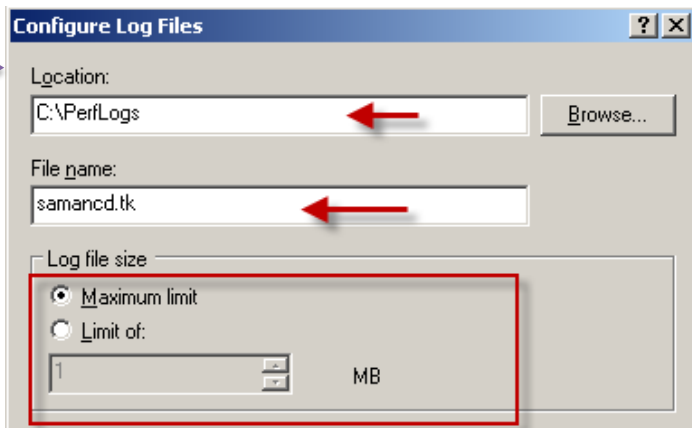 Configure Log Files
Location:
C:\PerfLogs
Browse...
File name:
samancd.tk
Log file size
Maximum limit
Limit of:
1
MB